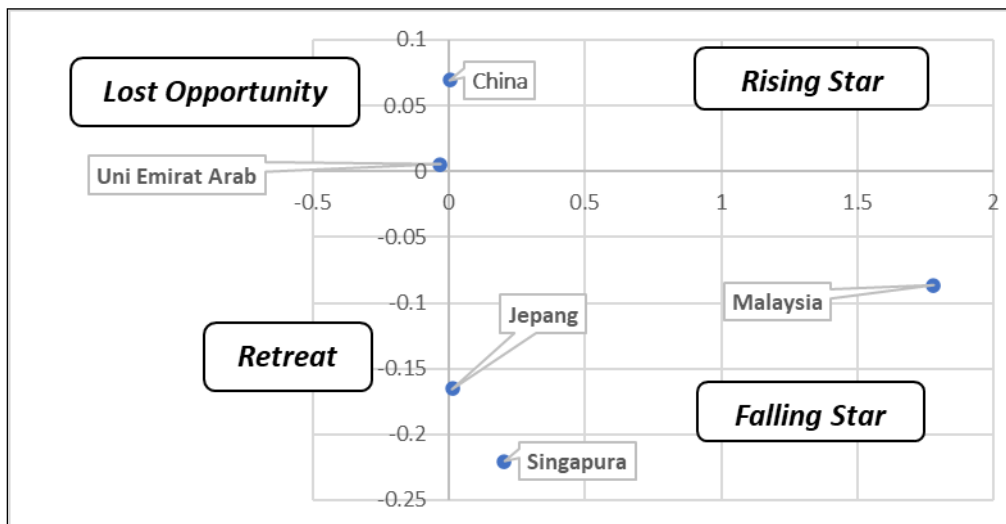 0.1
Lost Opportunity
China
Rising Star
0.05
Uni Emirat Arab
0
-0.5
0
0.5
1
1.5
2
-0.05
-0.1
Malaysia
Jepang
Retreat
-0.15
Falling Star
-0.2
Singapura
-0.25